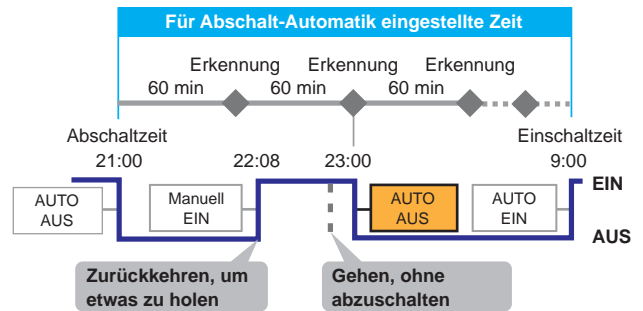 Für Abschalt-Automatik eingestellte Zeit
Erkennung Erkennung Erkennung
60 min 60 min 60 min
Abschaltzeit Einschaltzeit
21:00 22:08 23:00 9:00
EIN
AUTO
AUS
Manuell
EIN
AUTO
AUS
AUTO
EIN
AUS
Zurückkehren, um
etwas zu holen
Gehen, ohne
abzuschalten